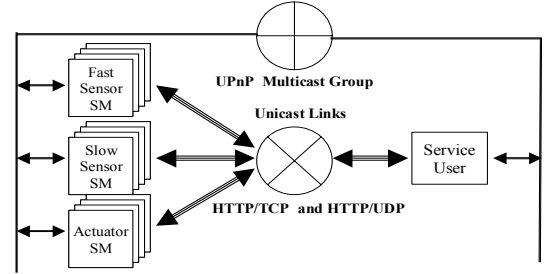 UPnP Multicast Group
Unicast Links
Fast
Sensor
SM
Slow
Sensor
SM
Actuator
SM
Service
User
HTTP/TCP and HTTP/UDP